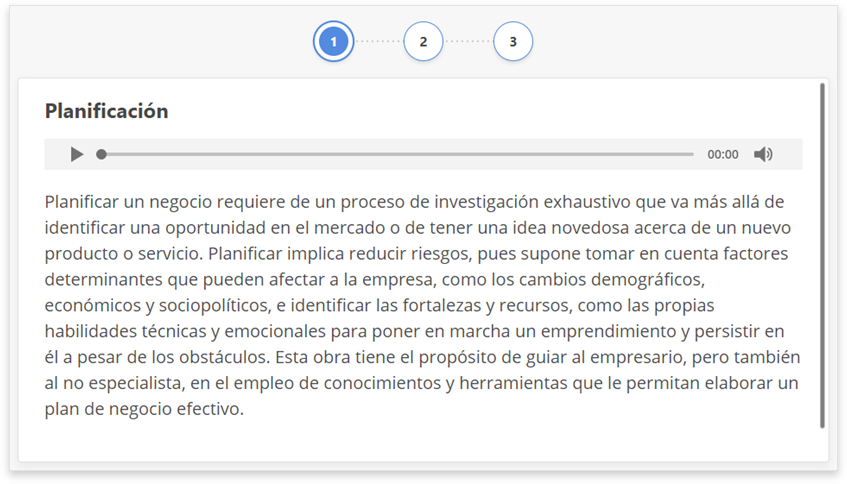 1 2 3
Planificación
00:00
Planificar un negocio requiere de un proceso de investigación exhaustivo que va más allá de
identificar una oportunidad en el mercado o de tener una idea novedosa acerca de un nuevo
producto o servicio. Planificar implica reducir riesgos, pues supone tomar en cuenta factores
determinantes que pueden afectar a la empresa, como los cambios demográficos,
económicos y sociopolíticos, e identificar las fortalezas y recursos, como las propias
habilidades técnicas y emocionales para poner en marcha un emprendimiento y persistir en
él a pesar de los obstáculos. Esta obra tiene el propósito de guiar al empresario, pero también
al no especialista, en el empleo de conocimientos y herramientas que le permitan elaborar un
plan de negocio efectivo.